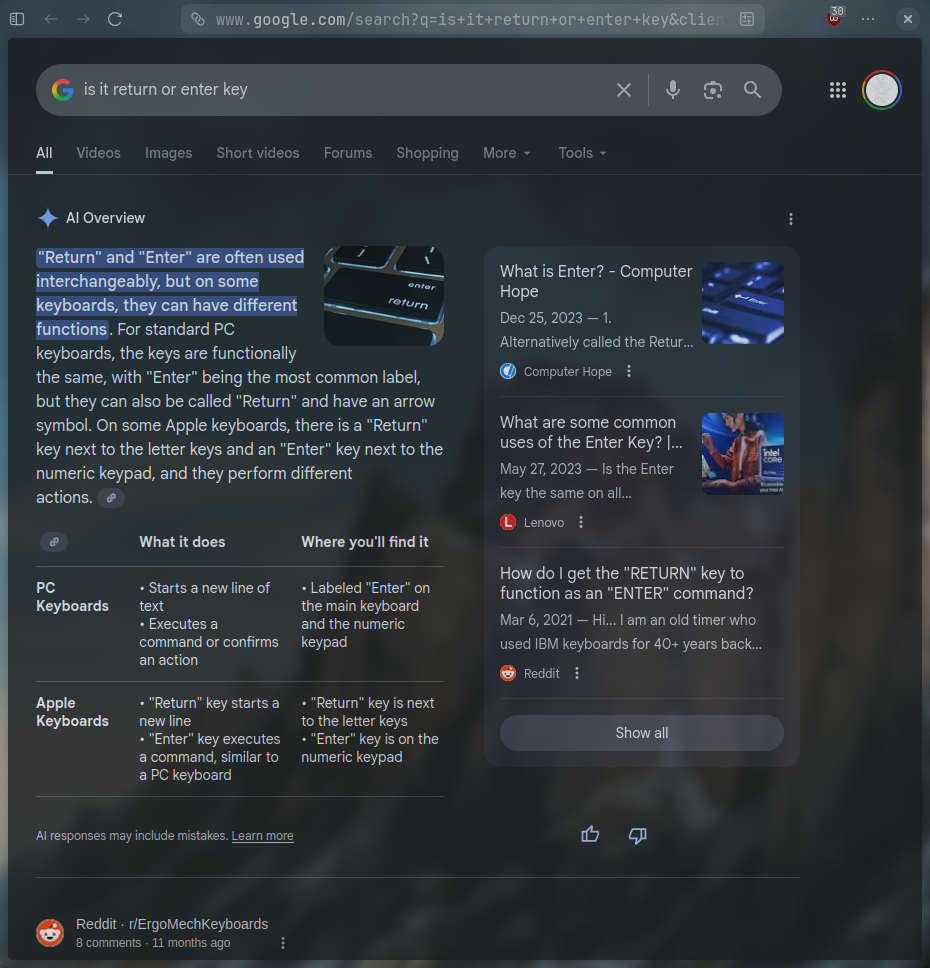 www.google.com/search?q=is+it+return+or+enter+key&clien
30
is it return or enter key
All
Videos
Images
Short videos
Forums
Shopping
More
Tools
AI Overview
"Return" and "Enter" are often used
interchangeably, but on some
keyboards, they can have different
functions. For standard PC
keyboards, the keys are functionally
the same, with "Enter" being the most common label,
but they can also be called "Return" and have an arrow
symbol. On some Apple keyboards, there is a "Return"
key next to the letter keys and an "Enter" key next to the
numeric keypad, and they perform different
actions.
enter
return
What it does
Where you'll find it
PC
Keyboards
• Starts a new line of
text
• Executes a
command or confirms
an action
• Labeled "Enter" on
the main keyboard
and the numeric
keypad
Apple
Keyboards
• "Return" key starts a
new line
• "Enter" key executes
a command, similar to
a PC keyboard
• "Return" key is next
to the letter keys
• "Enter" key is on the
numeric keypad
AI responses may include mistakes. Learn more
What is Enter? - Computer
Hope
Dec 25, 2023 — 1.
Alternatively called the Retur...
Computer Hope
Enter
What are some common
uses of the Enter Key? |...
May 27, 2023 — Is the Enter
key the same on all...
L Lenovo
intel
CORE
How do I get the "RETURN" key to
function as an "ENTER" command?
Mar 6, 2021 — Hi... I am an old timer who
used IBM keyboards for 40+ years back...
Reddit
Show all
Reddit · r/ErgoMechKeyboards
8 comments · 11 months ago